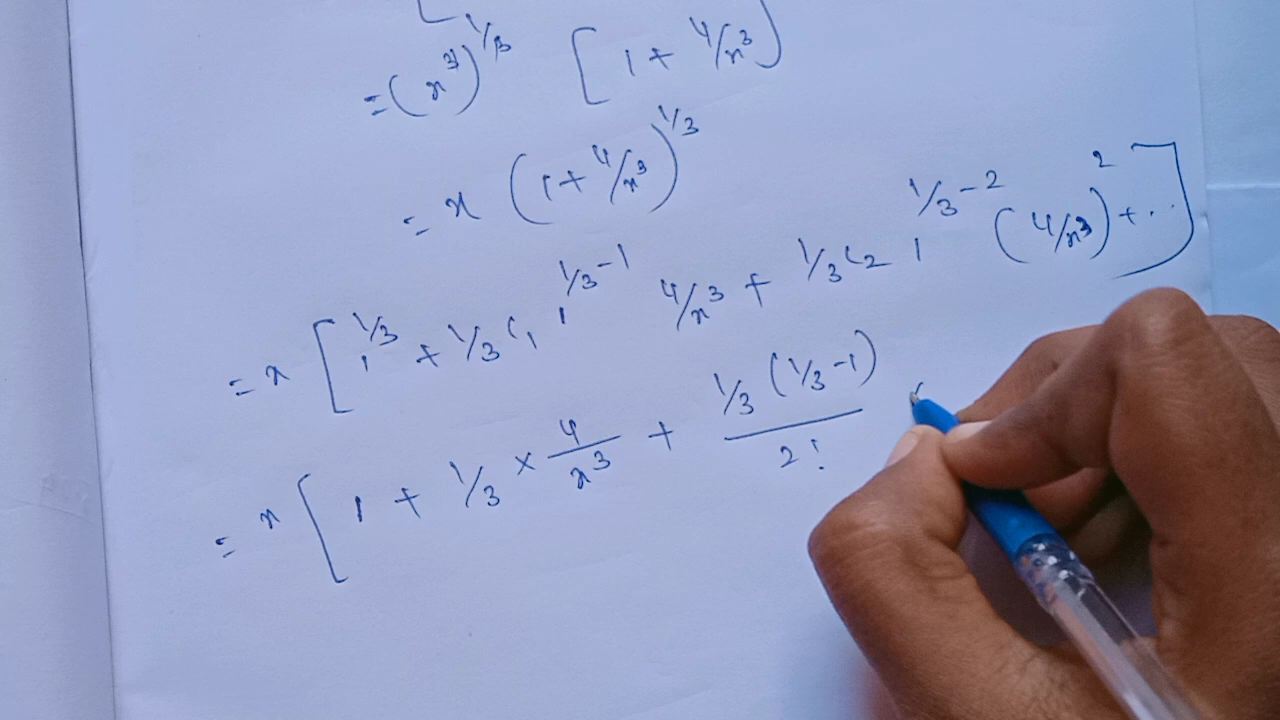 = (x³)^1/3 [1 + 4/x³]
= x (1 + 4/x³)^1/3
= x [1^1/3 + 1/3C₁ 1^1/3-1 4/x³ + 1/3C₂ 1^1/3-2 (4/x³)² + ...]
= x [1 + 1/3 × 4/x³ + 1/3(1/3-1)/2! (